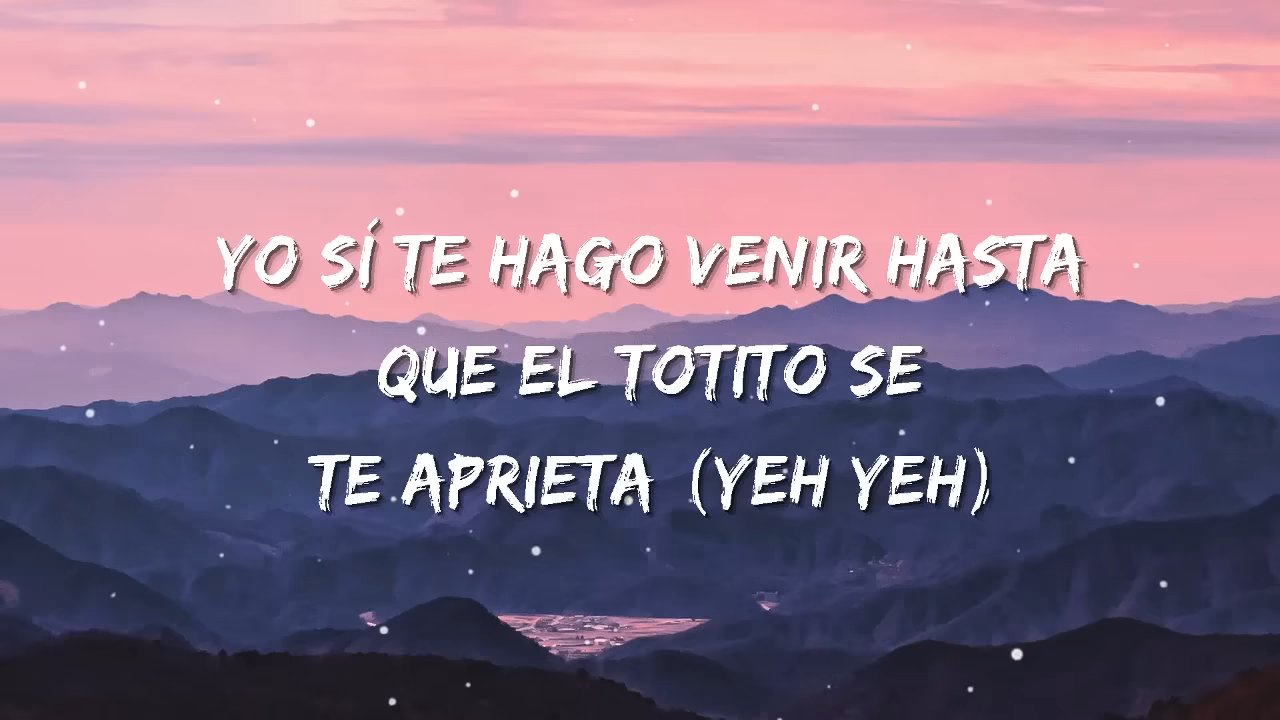 YO SÍ TE HAGO VENIR HASTA
QUE EL TOTITO SE
TE APRIETA (YEH YEH)